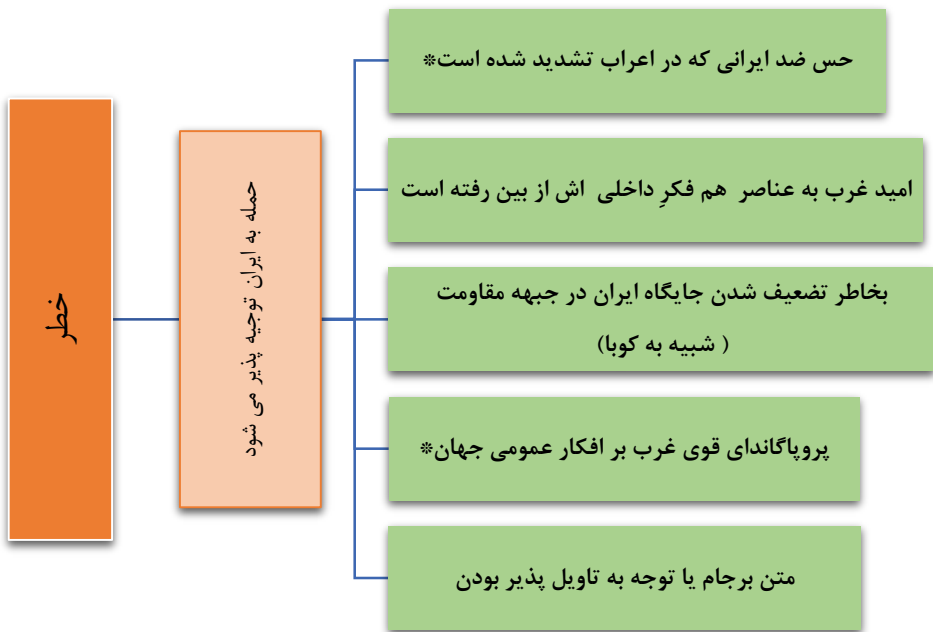 خطر
حمله به ایران توجیه پذیر می شود
حس ضد ایرانی که در اعراب تشدید شده است*
امید غرب به عناصر هم فکرِ داخلی اش از بین رفته است
بخاطر تضعیف شدن جایگاه ایران در جبهه مقاومت
( شبیه به کوبا)
پروپاگاندای قوی غرب بر افکار عمومی جهان*
متن برجام یا توجه به تاویل پذیر بودن